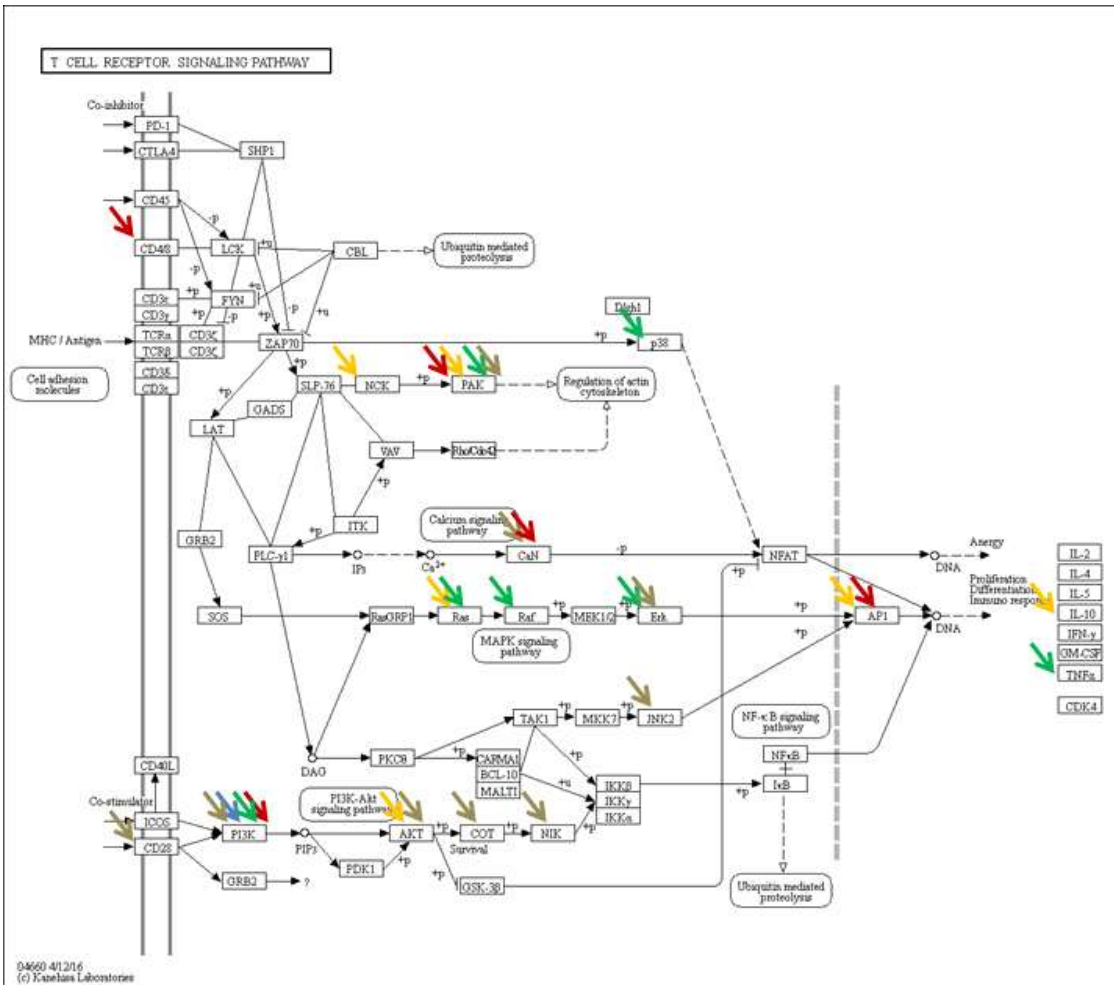 T CELL RECEPTOR SIGNALING PATHWAY
Co-inhibitor
PD-1
CTLA4
SHP1
CD45
-p
CD4/8
LCK
+u
CBL
Ubiquitin mediated
proteolysis
-p
+p
+u
CD3ε
FYN
CD3γ
+p
-p
+p
-p
+u
Dlgh1
MHC / Antigen
TCRα
CD3ζ
ZAP70
+p
p38
TCRβ
CD3ζ
Cell adhesion
molecules
CD3δ
CD3ε
+p
+p
SLP-76
NCK
+p
PAK
Regulation of actin
cytoskeleton
GADS
LAT
VAV
Rho/Cdc42
+p
ITK
+p
GRB2
Calcium signaling
pathway
PLC-γ1
IP3
Ca2+
CaN
-p
NFAT
+p
DNA
Anergy
Proliferation
Differentiation
Immuno response
SOS
RasGRP1
Ras
Raf
+p
MEK1/2
+p
Erk
+p
AP1
DNA
MAPK signaling
pathway
+p
IL-2
IL-4
IL-5
IL-10
IFN-γ
GM-CSF
TNFα
CDK4
TAK1
+p
MKK7
+p
JNK2
NF-κB signaling
pathway
DAG
PKCθ
+p
CARMA1
BCL-10
MALT1
+p
+u
IKKβ
IKKγ
IKKα
+p
NFκB
IκB
CD40L
Co-stimulator
ICOS
CD28
PI3K
PIP3
PI3K-Akt
signaling pathway
AKT
+p
COT
+p
NIK
+p
Survival
PDK1
+p
+p
GRB2
?
GSK-3β
Ubiquitin mediated
proteolysis
04660 4/12/16
(c) Kanehisa Laboratories